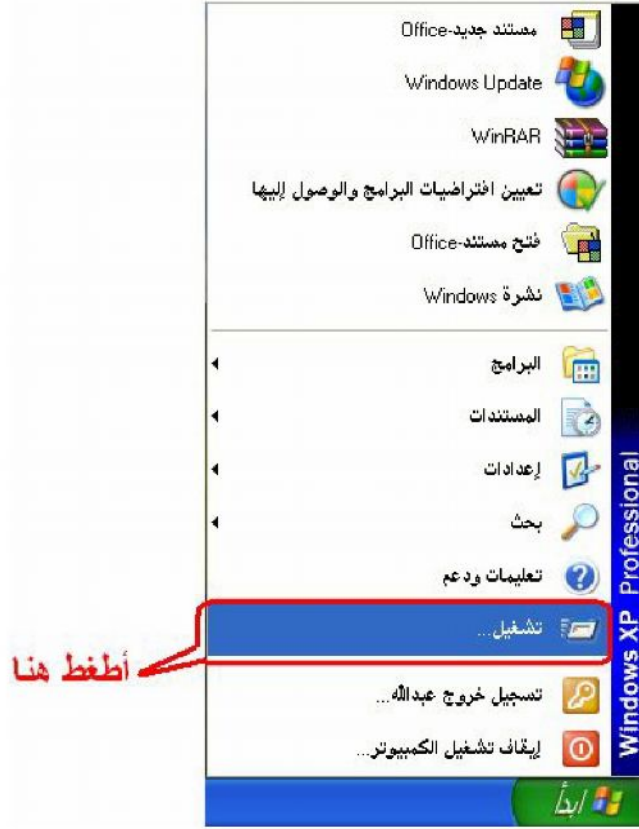 مستند جديد-Office
Windows Update
WinRAR
تعيين افتراضيات البرامج والوصول إليها
فتح مستند-Office
نشرة Windows
البرامج
المستندات
إعدادات
بحث
تعليمات ودعم
تشغيل...
أطغط هنا
تسجيل خروج عبدالله...
إيقاف تشغيل الكمبيوتر...
Windows XP Professional
ابدأ